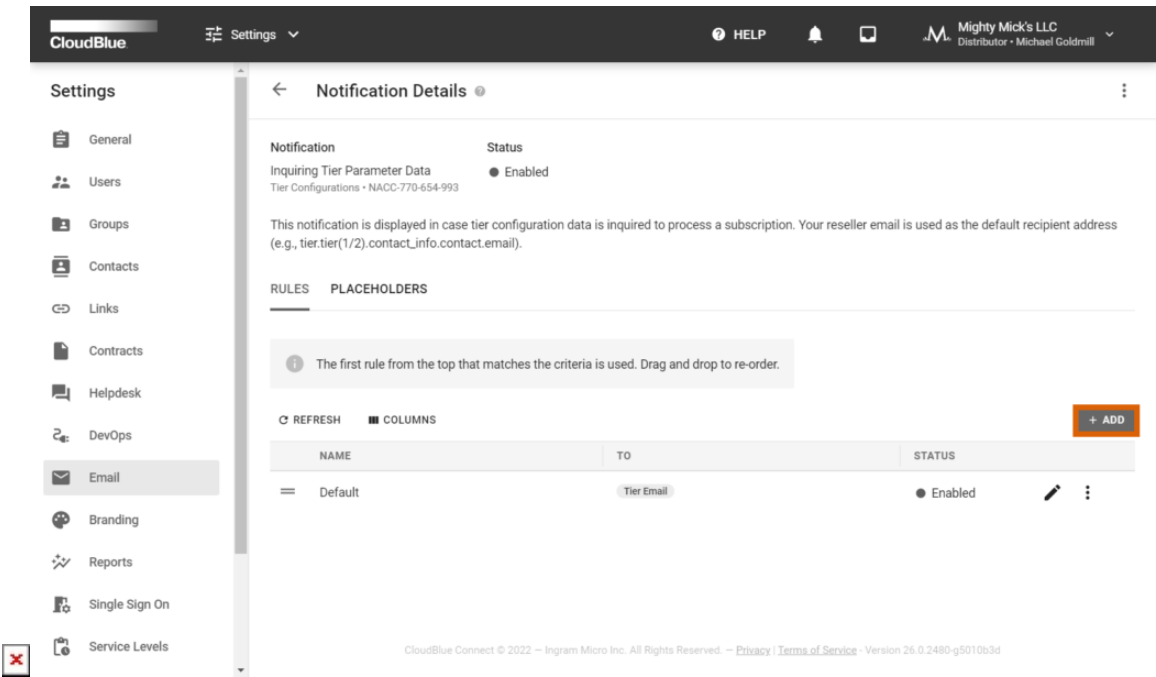 CloudBlue
Settings
HELP
Mighty Mick's LLC
Distributor • Michael Goldmill
Settings
General
Users
Groups
Contacts
Links
Contracts
Helpdesk
DevOps
Email
Branding
Reports
Single Sign On
Service Levels
Notification Details
Notification
Status
Inquiring Tier Parameter Data
Enabled
Tier Configurations • NACC-770-654-993
This notification is displayed in case tier configuration data is inquired to process a subscription. Your reseller email is used as the default recipient address
(e.g., tier.tier(1/2).contact_info.contact.email).
RULES PLACEHOLDERS
The first rule from the top that matches the criteria is used. Drag and drop to re-order.
REFRESH COLUMNS + ADD
NAME TO STATUS
Default Tier Email Enabled
CloudBlue Connect © 2022 — Ingram Micro Inc. All Rights Reserved. — Privacy | Terms of Service - Version 26.0.2480-g5010b3d